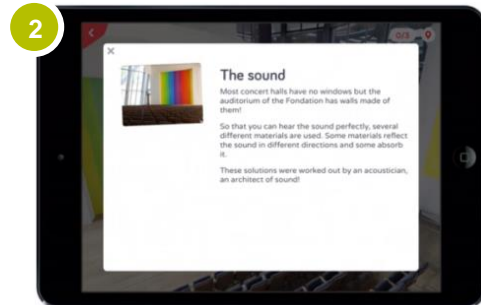 2
0/3
The sound
Most concert halls have no windows but the
auditorium of the Fondation has walls made of
them!
So that you can hear the sound perfectly, several
different materials are used. Some materials reflect
the sound in different directions and some absorb
it.
These solutions were worked out by an acoustician,
an architect of sound!